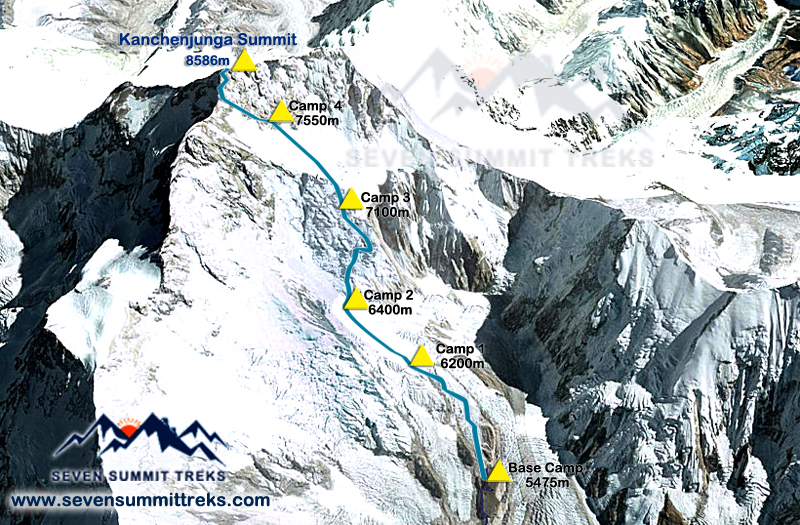 Kanchenjunga Summit
8586m
Camp 4
7550m
SEVEN SUMMIT TREKS
Camp 3
7100m
Camp 2
6400m
Camp 1
6200m
Base Camp
5475m
SEVEN SUMMIT TREKS
www.sevensummittreks.com